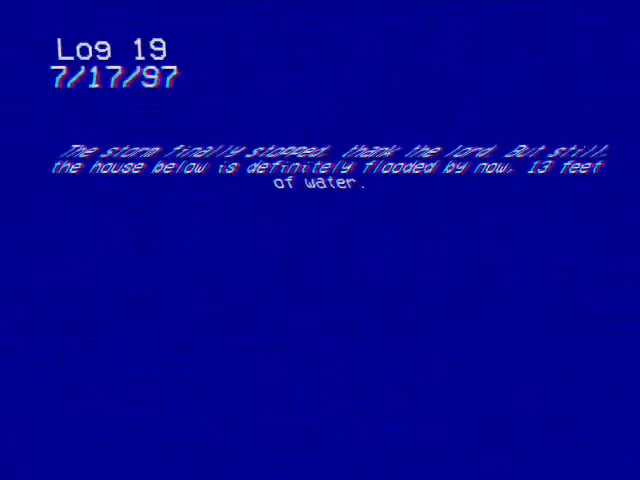 Log 19
7/17/97
The storm finally stopped, thank the lord. But still,
the house below is definitely flooded by now, 13 feet
of water.